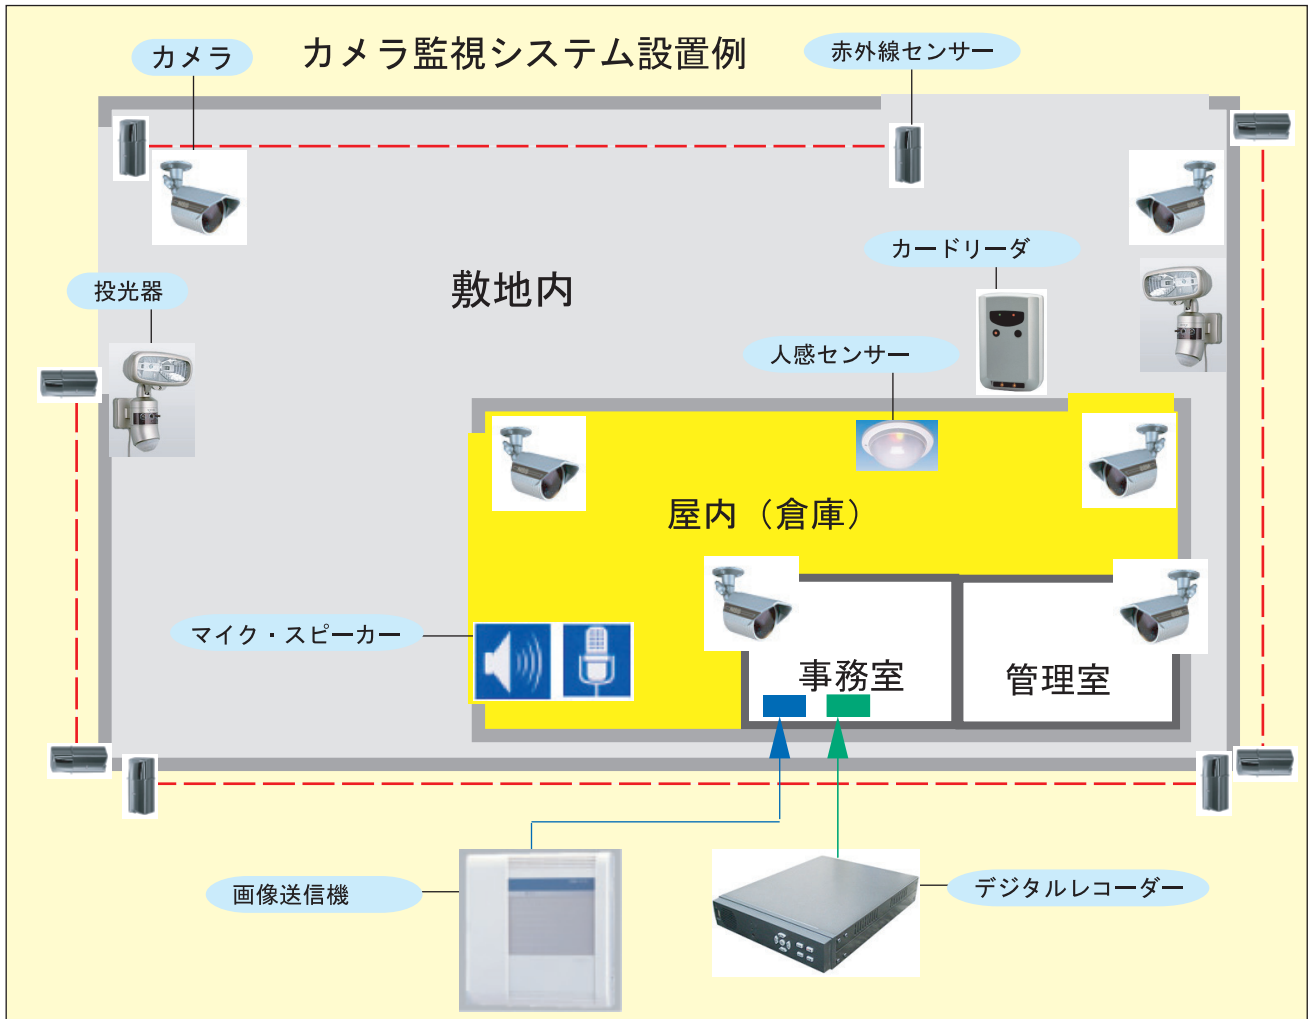 カメラ監視システム設置例
カメラ
赤外線センサー
カードリーダ
敷地内
投光器
人感センサー
屋内（倉庫）
マイク・スピーカー
事務室
管理室
画像送信機
デジタルレコーダー